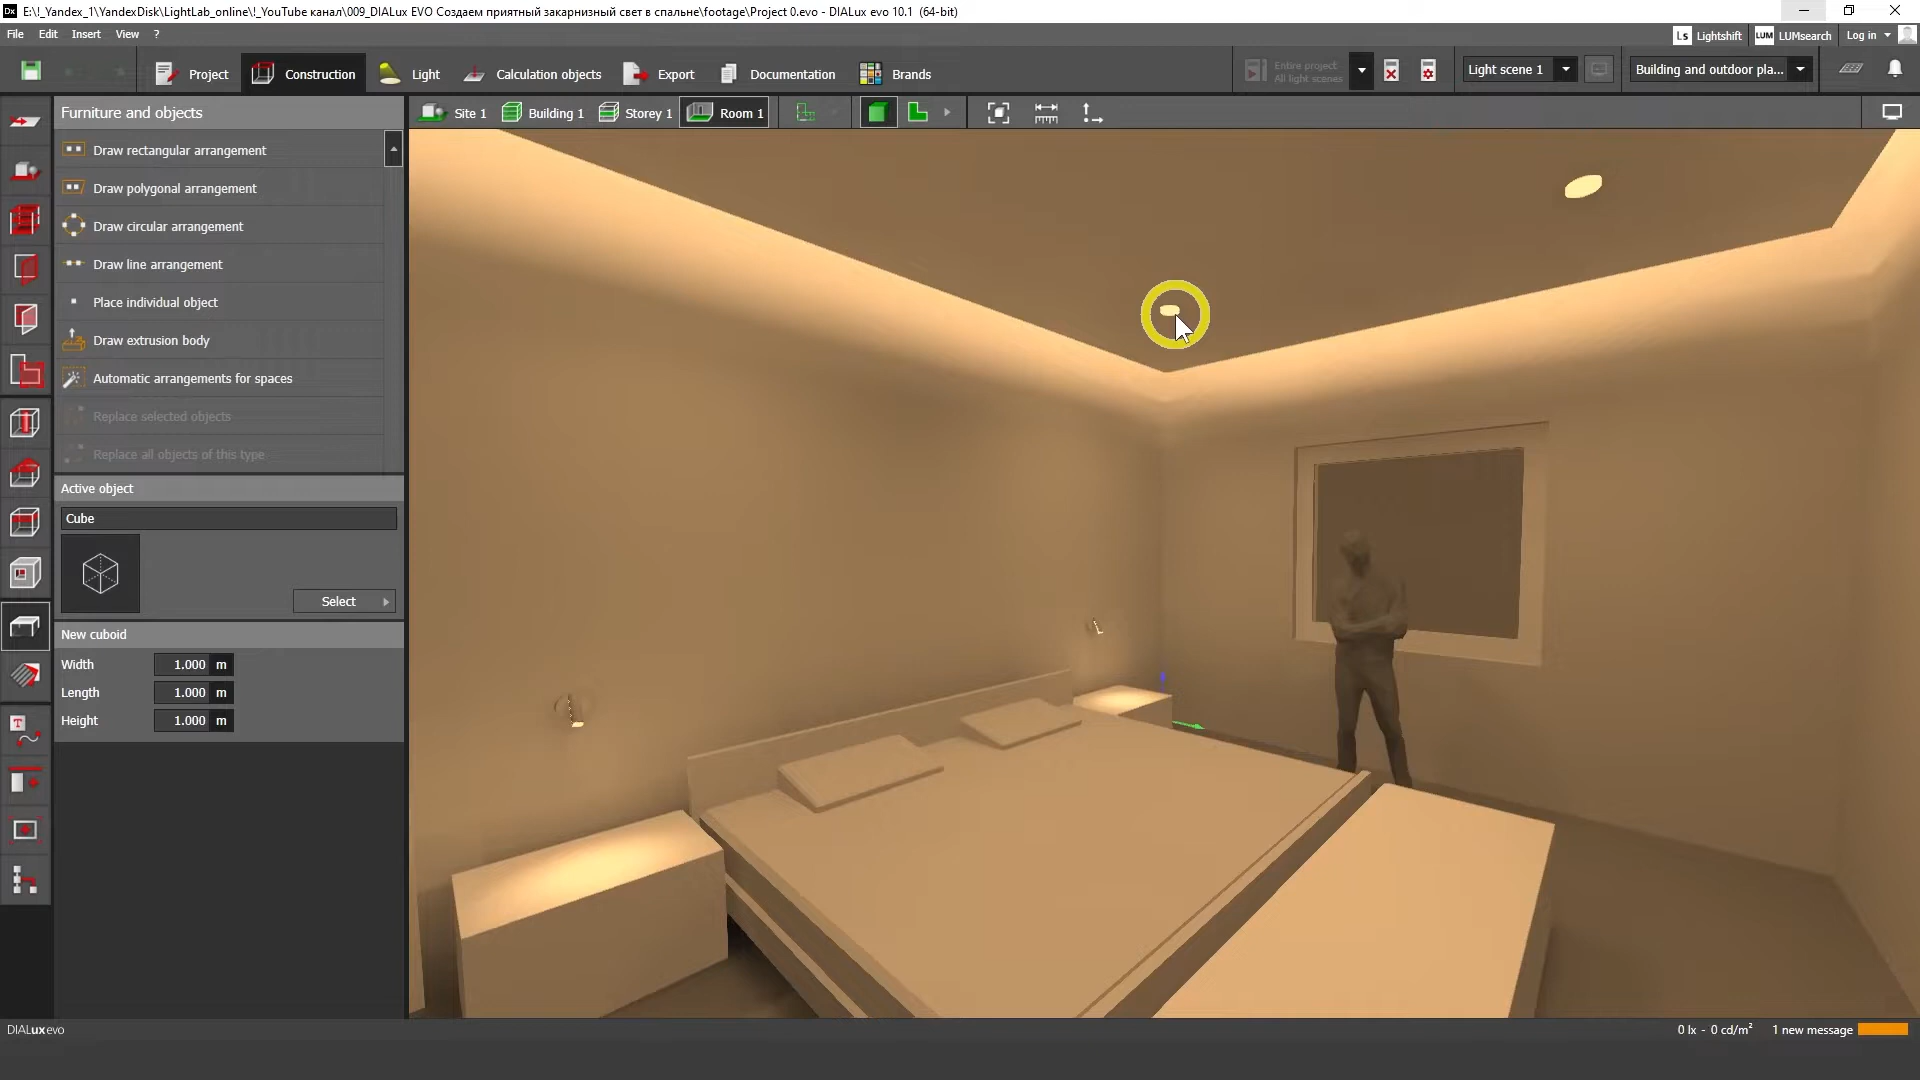 E:\!_Yandex_1\YandexDisk\LightLab_online\!_YouTube канал\009_DIALux EVO Создаем приятный закарнизный свет в спальне\footage\Project 0.evo - DIALux evo 10.1 (64-bit)
File Edit Insert View ?
Ls Lightshift LUM LUMsearch Log in
Project Construction Light Calculation objects Export Documentation Brands
Entire project
All light scenes
Light scene 1
Building and outdoor pla...
Furniture and objects
Site 1 Building 1 Storey 1 Room 1
Draw rectangular arrangement
Draw polygonal arrangement
Draw circular arrangement
Draw line arrangement
Place individual object
Draw extrusion body
Automatic arrangements for spaces
Replace selected objects
Replace all objects of this type
Active object
Cube
Select
New cuboid
Width 1.000 m
Length 1.000 m
Height 1.000 m
DIALux evo
0 lx - 0 cd/m² 1 new message